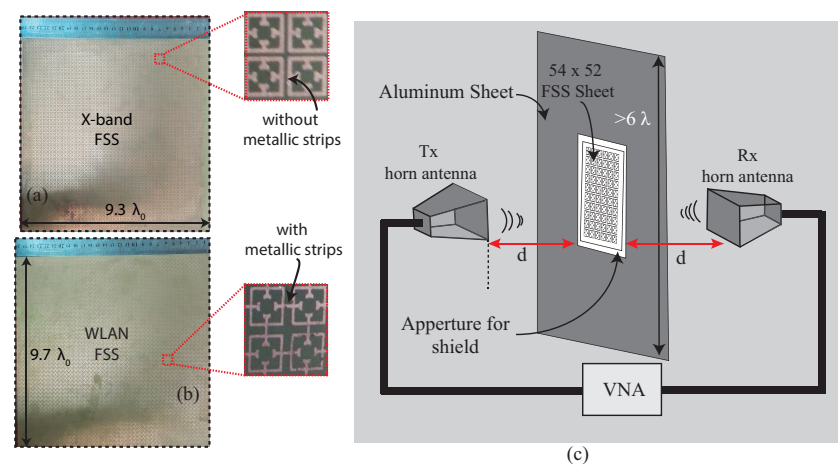 X-band
FSS
(a)
9.3 λ0
without
metallic strips
with
metallic strips
WLAN
FSS
9.7 λ0
(b)
54 x 52
FSS Sheet
Aluminum Sheet
>6 λ
Tx
horn antenna
Rx
horn antenna
d
d
Apperture for
shield
VNA
(c)